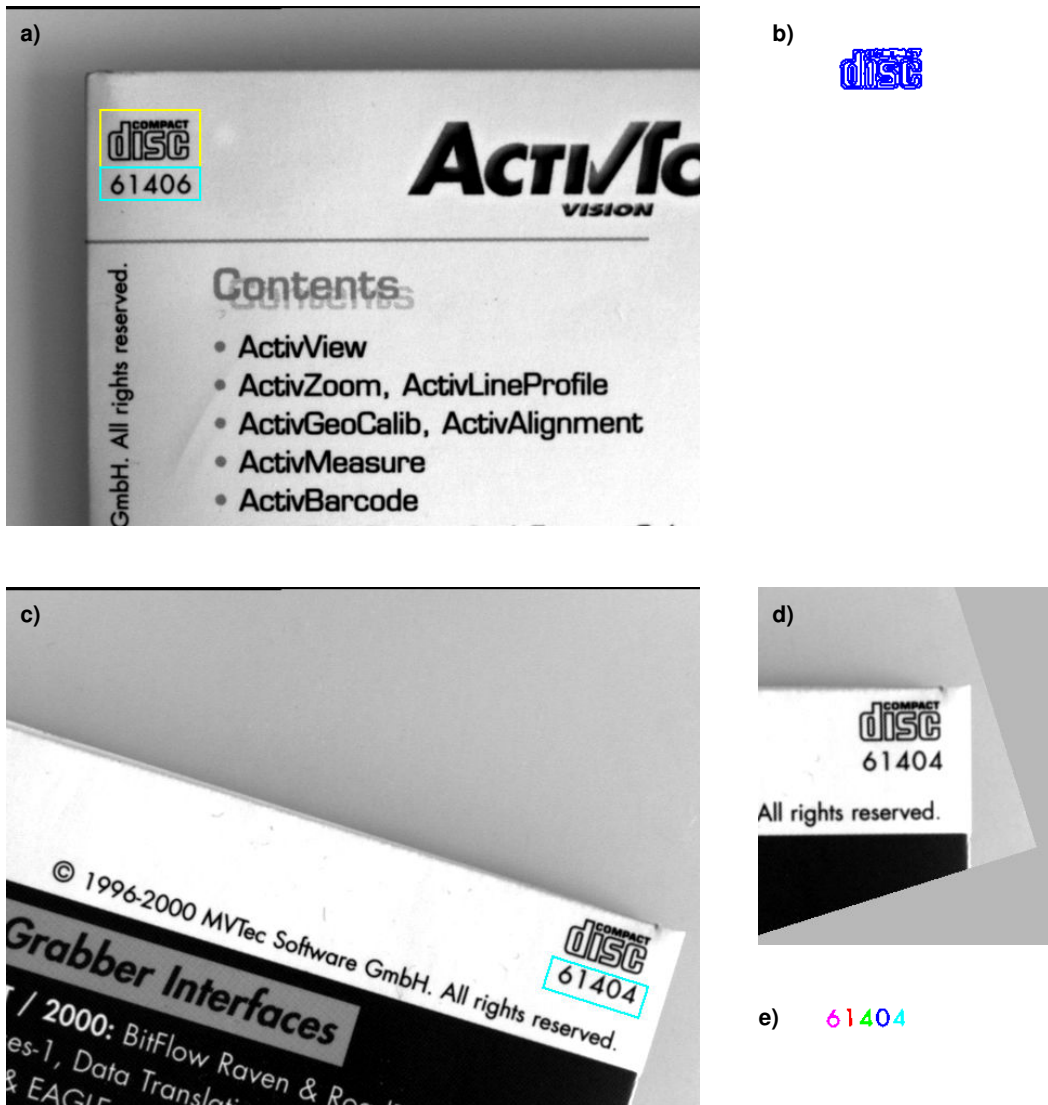 a)
COMPACT
disc
61406
ACTIV
VISION
GmbH. All rights reserved.
Contents
• ActivView
• ActivZoom, ActivLineProfile
• ActivGeoCalib, ActivAlignment
• ActivMeasure
• ActivBarcode
b)
disc
c)
© 1996-2000 MVTec Software GmbH. All rights reserved.
COMPACT
disc
61404
Grabber Interfaces
/ 2000: BitFlow Raven &
es-1, Data
& EAGLE
d)
COMPACT
disc
61404
All rights reserved.
e)
61404